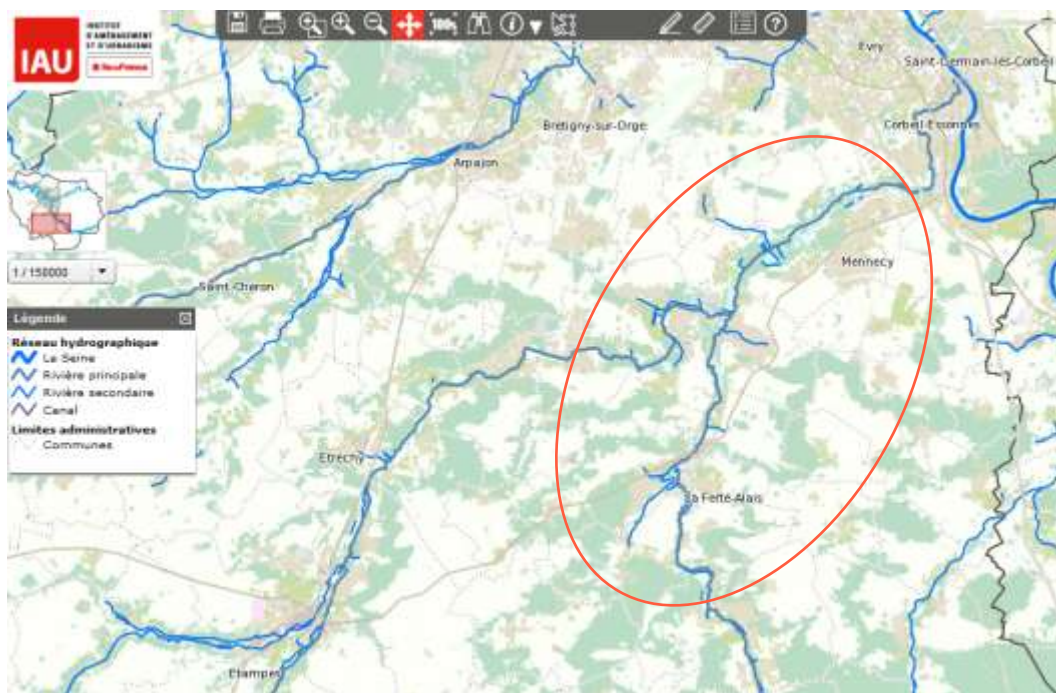 IAU
INSTITUT
D'AMÉNAGEMENT
ET D'URBANISME
îledeFrance
100%
Evry
Saint-Germain-lès-Corbeil
Brétigny-sur-Orge
Corbeil-Essonnes
Arpajon
1 / 150000
Saint-Chéron
Mennecy
Légende
Réseau hydrographique
La Seine
Rivière principale
Rivière secondaire
Canal
Limites administratives
Communes
Etréchy
La Ferté-Alais
Etampes